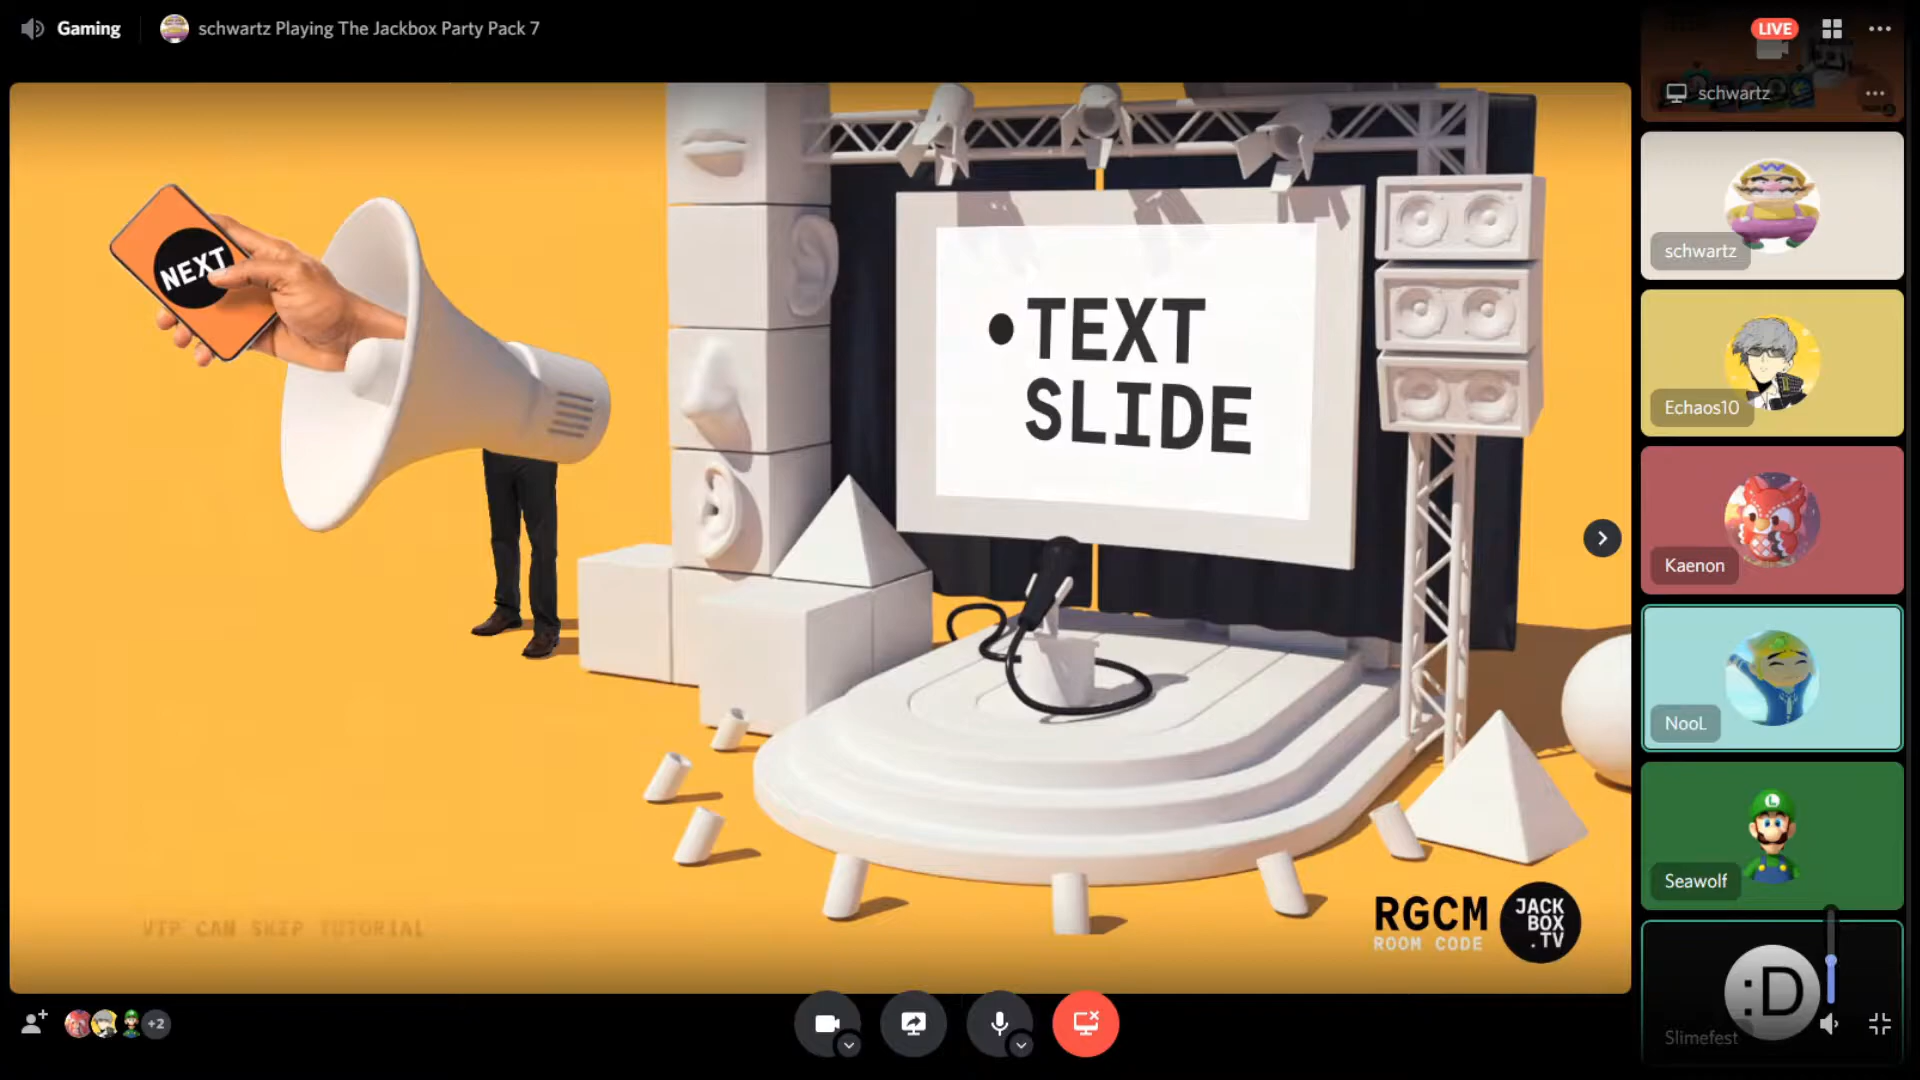 Gaming
schwartz Playing The Jackbox Party Pack 7
LIVE
schwartz
schwartz
NEXT
• TEXT
SLIDE
Echaos10
Kaenon
NooL
Seawolf
VIP CAN SKIP TUTORIAL
RGCM
ROOM CODE
JACK
BOX
.TV
:D
Slimefest
+2